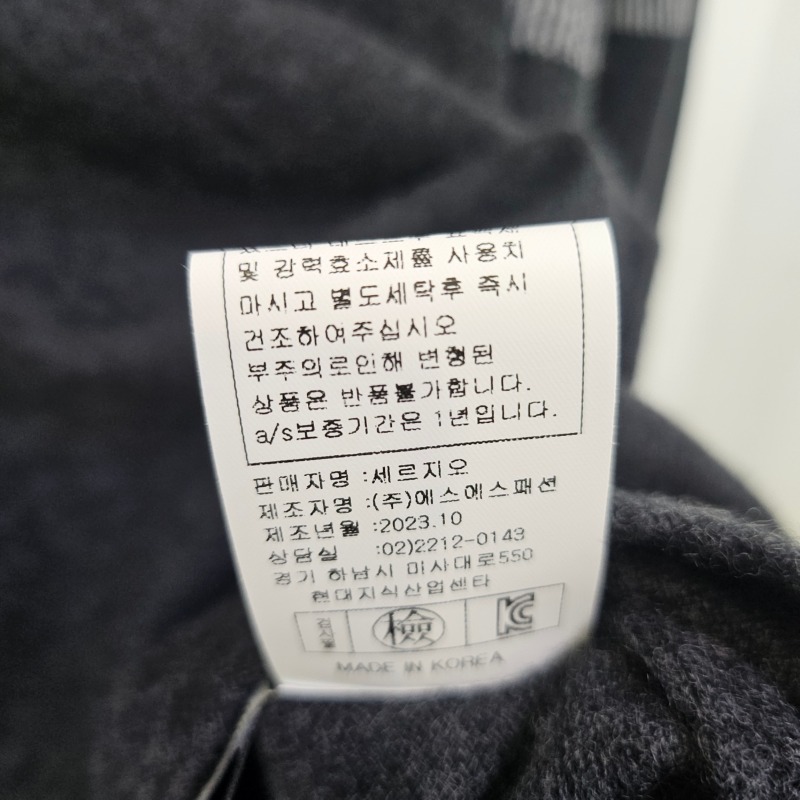 및 강력효소제품 사용치
마시고 별도세탁후 즉시
건조하여주십시오
부주의로인해 변형된
상품은 반품불가합니다.
a/s보증기간은 1년입니다.
판매자명 :세르지오
제조자명 :(주)에스에스패션
제조년월 :2023.10
상담실 :02)2212-0143
경기 하남시 미사대로550
현대지식산업센타
검사필 檢 KC
MADE IN KOREA